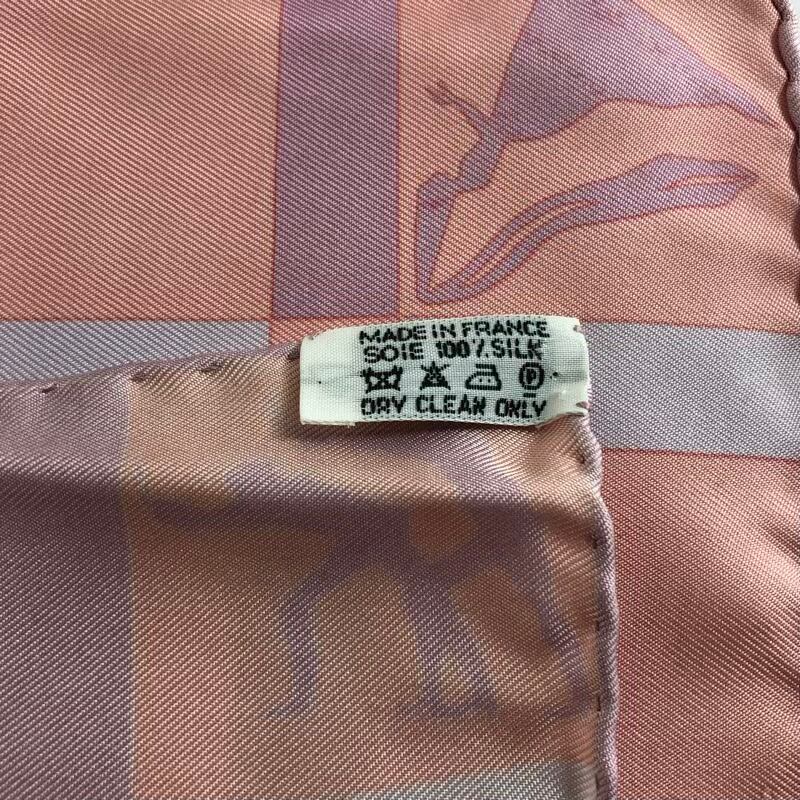 MADE IN FRANCE
SOIE 100% SILK
P
DRY CLEAN ONLY